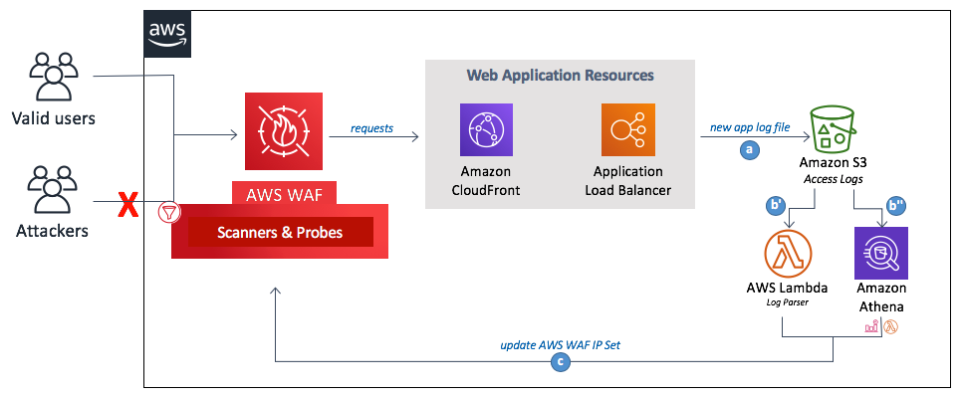 aws
Valid users
Attackers
X
AWS WAF
Scanners & Probes
requests
Web Application Resources
Amazon
CloudFront
Application
Load Balancer
new app log file
a
Amazon S3
Access Logs
b'
b"
AWS Lambda
Log Parser
Amazon
Athena
update AWS WAF IP Set
c